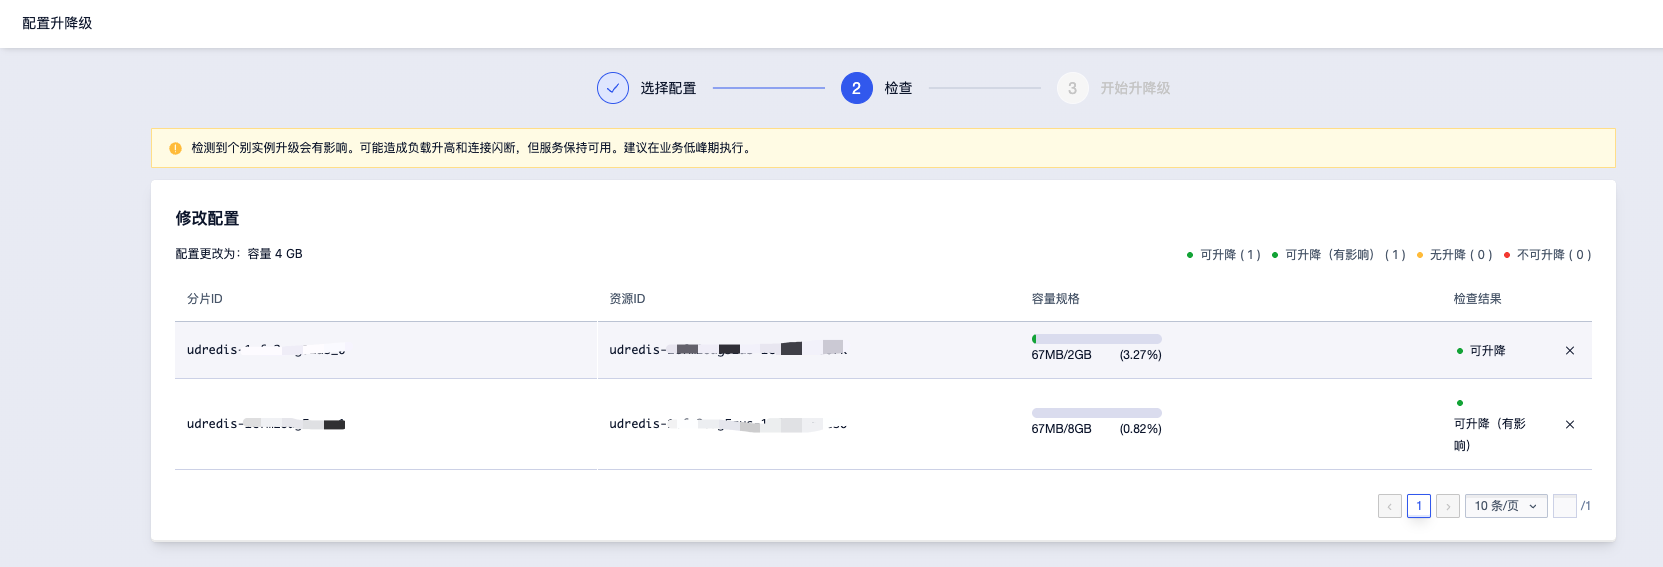 配置升降级
选择配置
2 检查
3 开始升降级
检测到个别实例升级会有影响。可能造成负载升高和连接闪断，但服务保持可用。建议在业务低峰期执行。
修改配置
配置更改为：容量 4 GB
可升降 ( 1 ) 可升降（有影响） ( 1 ) 无升降 ( 0 ) 不可升降 ( 0 )
分片ID 资源ID 容量规格 检查结果
udredis- udredis- 67MB/2GB (3.27%) 可升降
udredis- udredis- 67MB/8GB (0.82%) 可升降（有影
响）
1 10 条/页 /1